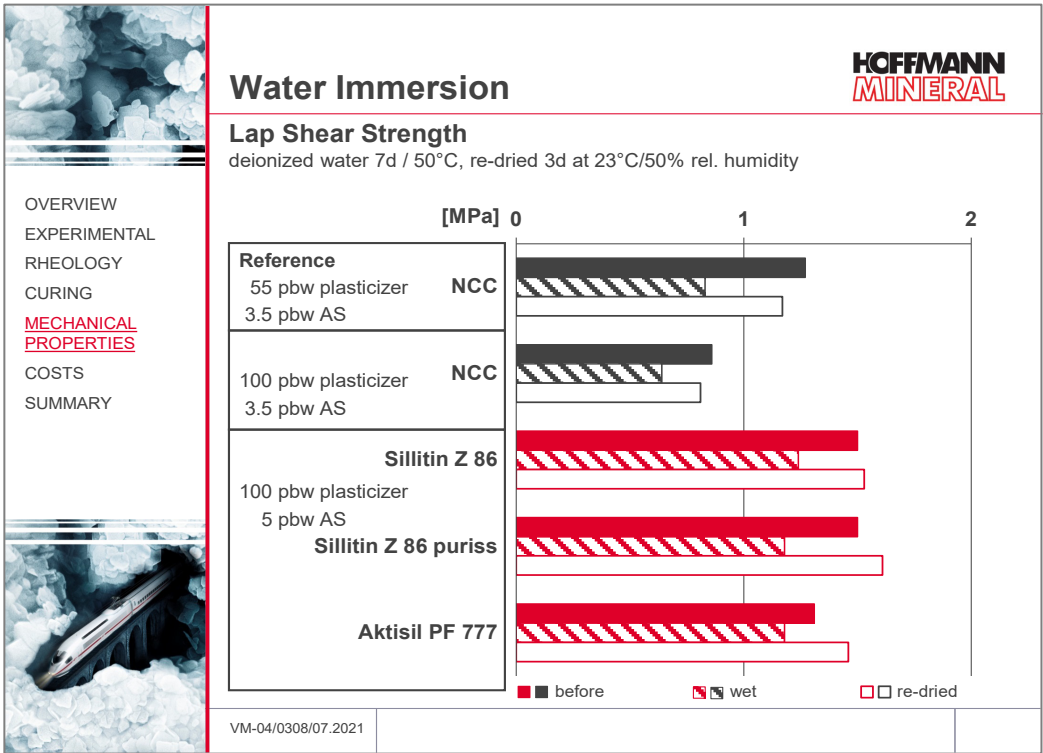 HOFFMANN
MINERAL
Water Immersion
Lap Shear Strength
deionized water 7d / 50°C, re-dried 3d at 23°C/50% rel. humidity
OVERVIEW
EXPERIMENTAL
RHEOLOGY
CURING
MECHANICAL
PROPERTIES
COSTS
SUMMARY
[MPa] 0 1 2
Reference
55 pbw plasticizer NCC
3.5 pbw AS
100 pbw plasticizer NCC
3.5 pbw AS
Sillitin Z 86
100 pbw plasticizer
5 pbw AS
Sillitin Z 86 puriss
Aktisil PF 777
before wet re-dried
VM-04/0308/07.2021